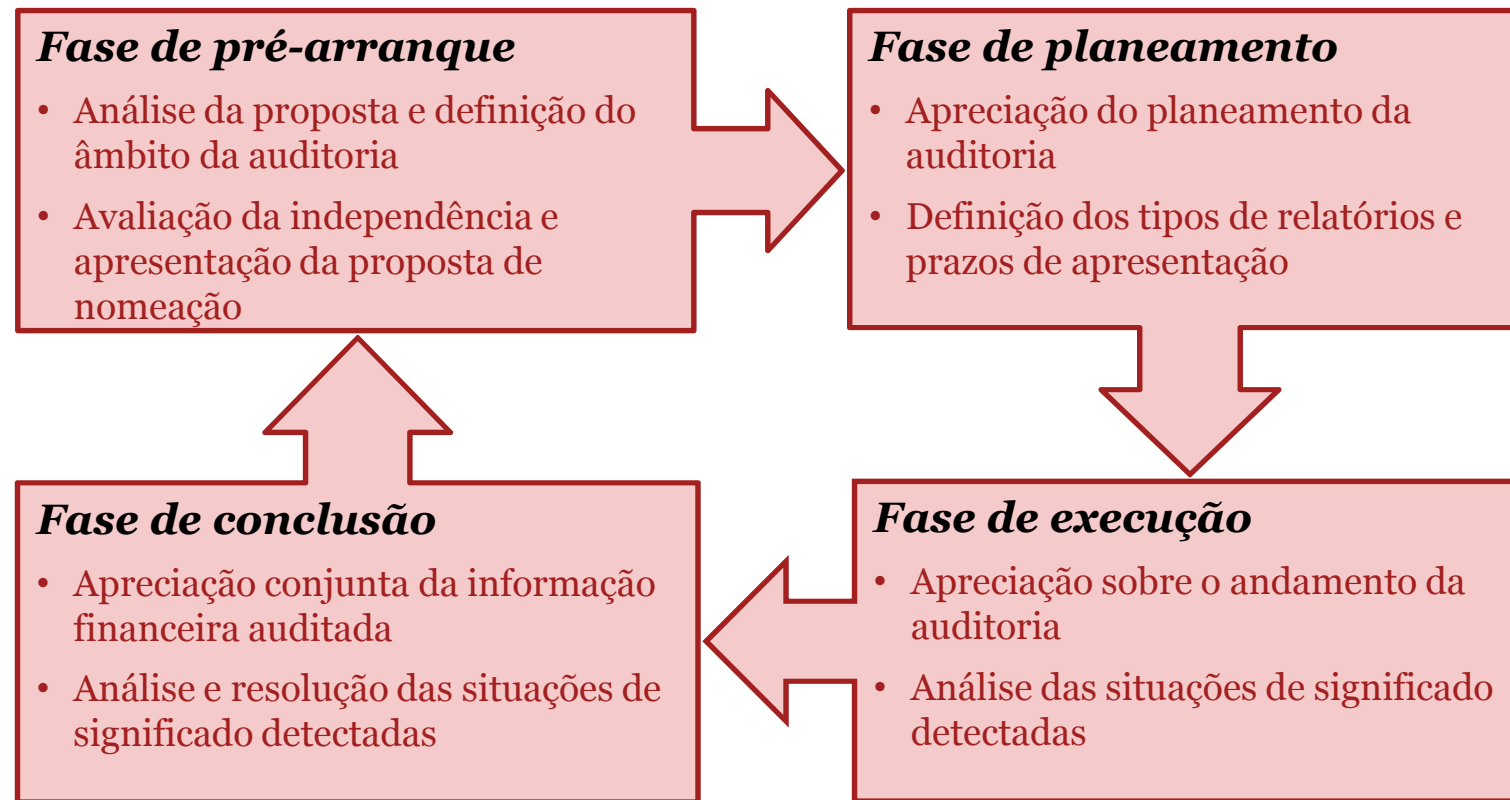 Fase de pré-arranque
• Análise da proposta e definição do
âmbito da auditoria
• Avaliação da independência e
apresentação da proposta de
nomeação
Fase de planeamento
• Apreciação do planeamento da
auditoria
• Definição dos tipos de relatórios e
prazos de apresentação
Fase de execução
• Apreciação sobre o andamento da
auditoria
• Análise das situações de significado
detectadas
Fase de conclusão
• Apreciação conjunta da informação
financeira auditada
• Análise e resolução das situações de
significado detectadas